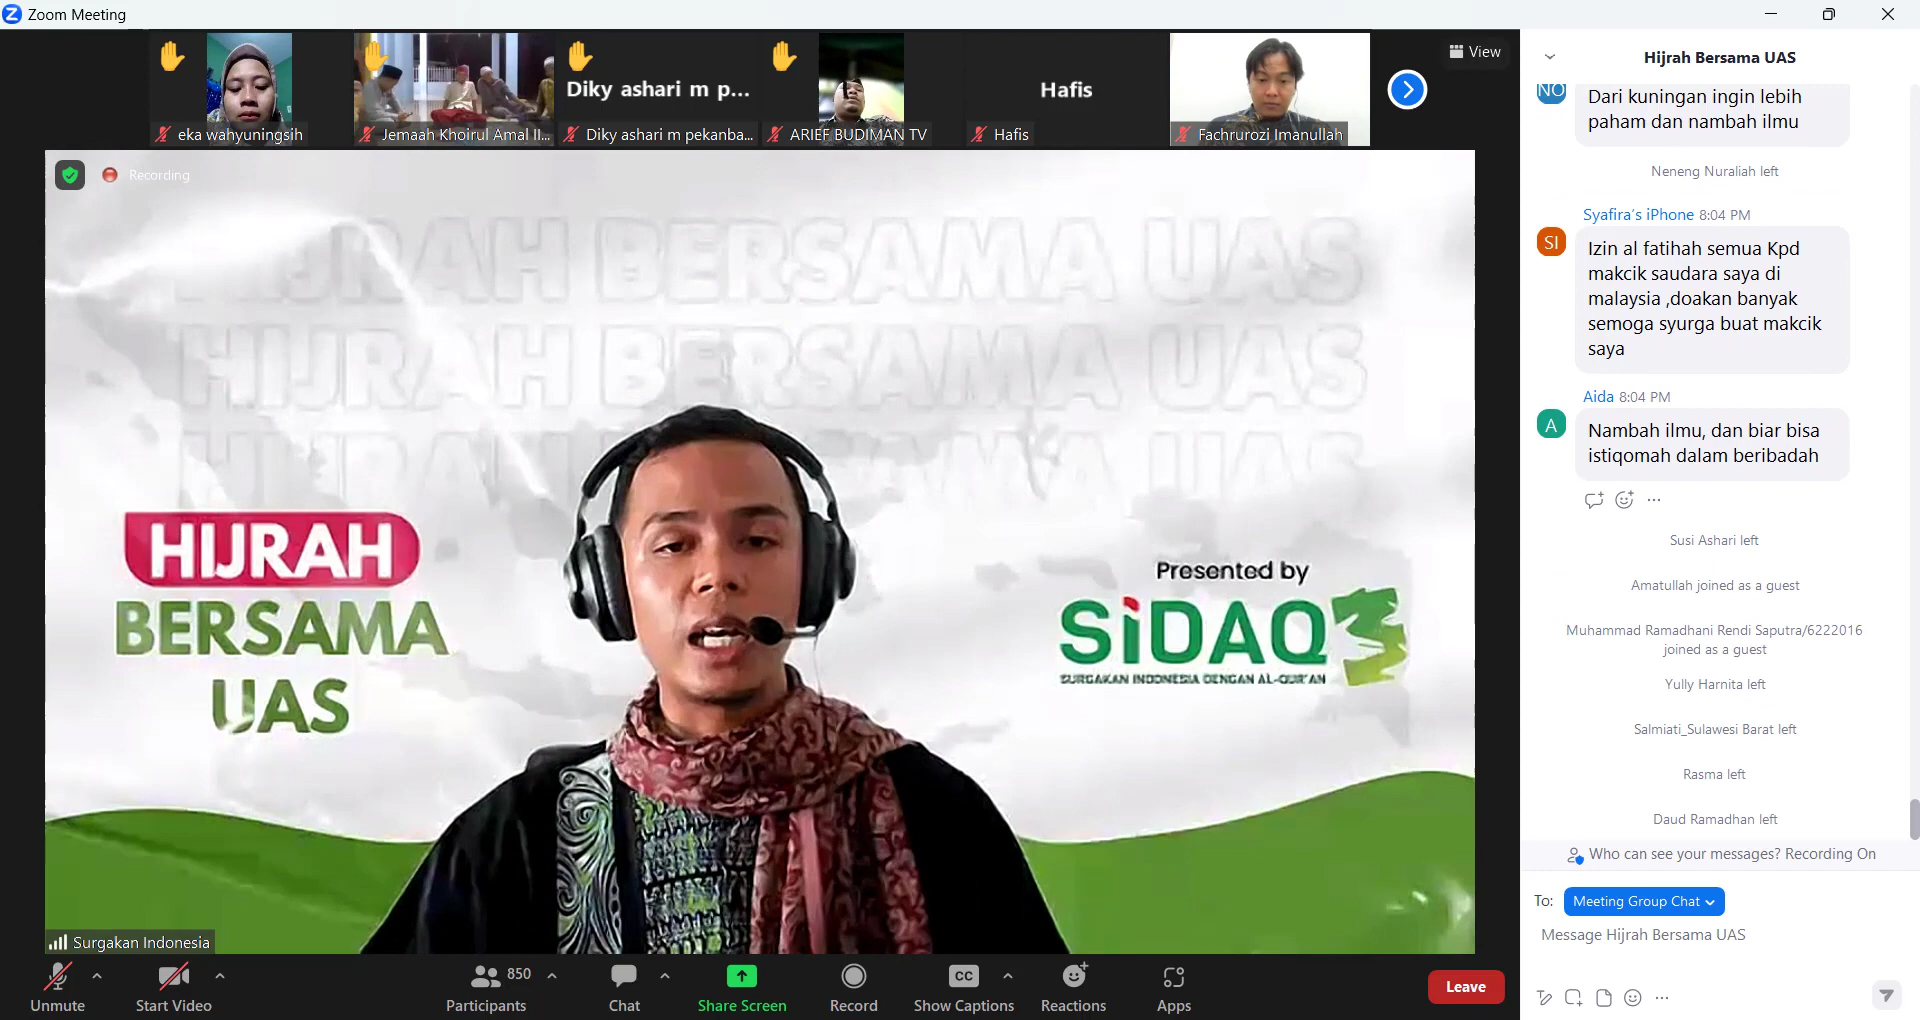 Zoom Meeting
View
Diky ashari m p...
Hafis
eka wahyuningsih
Jemaah Khoirul Amal II...
Diky ashari m pekanba...
ARIEF BUDIMAN TV
Hafis
Fachrurozi Imanullah
Recording
BERSAMA UAS
HIJRAH BERSAMA UAS
HIJRAH
BERSAMA
UAS
Presented by
SiDAQ
SURGAKAN INDONESIA DENGAN AL-QUR'AN
Surgakan Indonesia
Unmute
Start Video
850
Participants
Chat
Share Screen
Record
CC
Show Captions
Reactions
Apps
Leave
Hijrah Bersama UAS
NO
Dari kuningan ingin lebih
paham dan nambah ilmu
Neneng Nuraliah left
Syafira's iPhone 8:04 PM
SI
Izin al fatihah semua Kpd
makcik saudara saya di
malaysia ,doakan banyak
semoga syurga buat makcik
saya
Aida 8:04 PM
A
Nambah ilmu, dan biar bisa
istiqomah dalam beribadah
Susi Ashari left
Amatullah joined as a guest
Muhammad Ramadhani Rendi Saputra/6222016
joined as a guest
Yully Harnita left
Salmiati_Sulawesi Barat left
Rasma left
Daud Ramadhan left
Who can see your messages? Recording On
To: Meeting Group Chat
Message Hijrah Bersama UAS